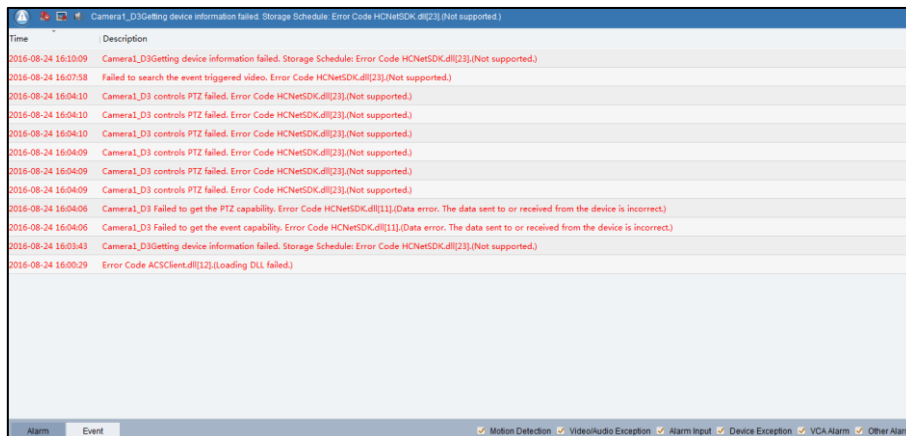 Camera1_D3Getting device information failed. Storage Schedule: Error Code HCNetSDK.dll[23].(Not supported.)
Time Description
2016-08-24 16:10:09 Camera1_D3Getting device information failed. Storage Schedule: Error Code HCNetSDK.dll[23].(Not supported.)
2016-08-24 16:07:58 Failed to search the event triggered video. Error Code HCNetSDK.dll[23].(Not supported.)
2016-08-24 16:04:10 Camera1_D3 controls PTZ failed. Error Code HCNetSDK.dll[23].(Not supported.)
2016-08-24 16:04:10 Camera1_D3 controls PTZ failed. Error Code HCNetSDK.dll[23].(Not supported.)
2016-08-24 16:04:10 Camera1_D3 controls PTZ failed. Error Code HCNetSDK.dll[23].(Not supported.)
2016-08-24 16:04:09 Camera1_D3 controls PTZ failed. Error Code HCNetSDK.dll[23].(Not supported.)
2016-08-24 16:04:09 Camera1_D3 controls PTZ failed. Error Code HCNetSDK.dll[23].(Not supported.)
2016-08-24 16:04:09 Camera1_D3 controls PTZ failed. Error Code HCNetSDK.dll[23].(Not supported.)
2016-08-24 16:04:06 Camera1_D3 Failed to get the PTZ capability. Error Code HCNetSDK.dll[11].(Data error. The data sent to or received from the device is incorrect.)
2016-08-24 16:04:06 Camera1_D3 Failed to get the event capability. Error Code HCNetSDK.dll[11].(Data error. The data sent to or received from the device is incorrect.)
2016-08-24 16:03:43 Camera1_D3Getting device information failed. Storage Schedule: Error Code HCNetSDK.dll[23].(Not supported.)
2016-08-24 16:00:29 Error Code ACSClient.dll[12].(Loading DLL failed.)
Alarm Event Motion Detection Video/Audio Exception Alarm Input Device Exception VCA Alarm Other Alarm